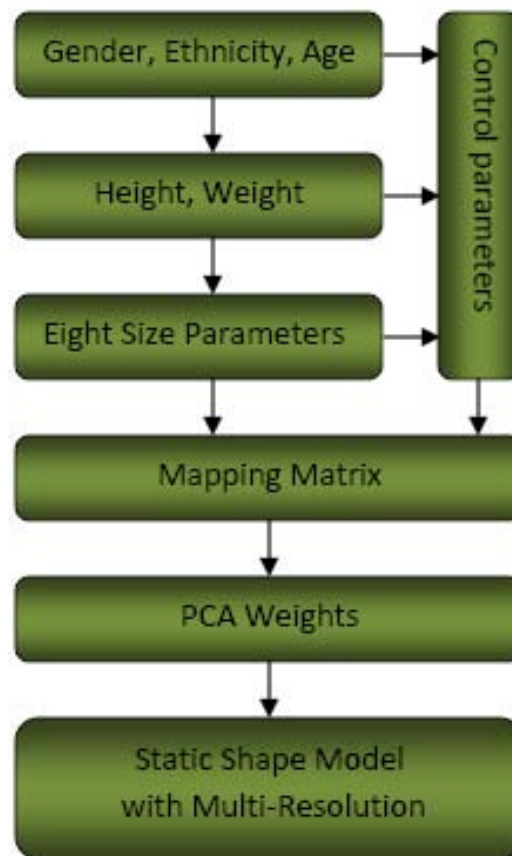 Gender, Ethnicity, Age
Control parameters
Height, Weight
Eight Size Parameters
Mapping Matrix
PCA Weights
Static Shape Model
with Multi-Resolution